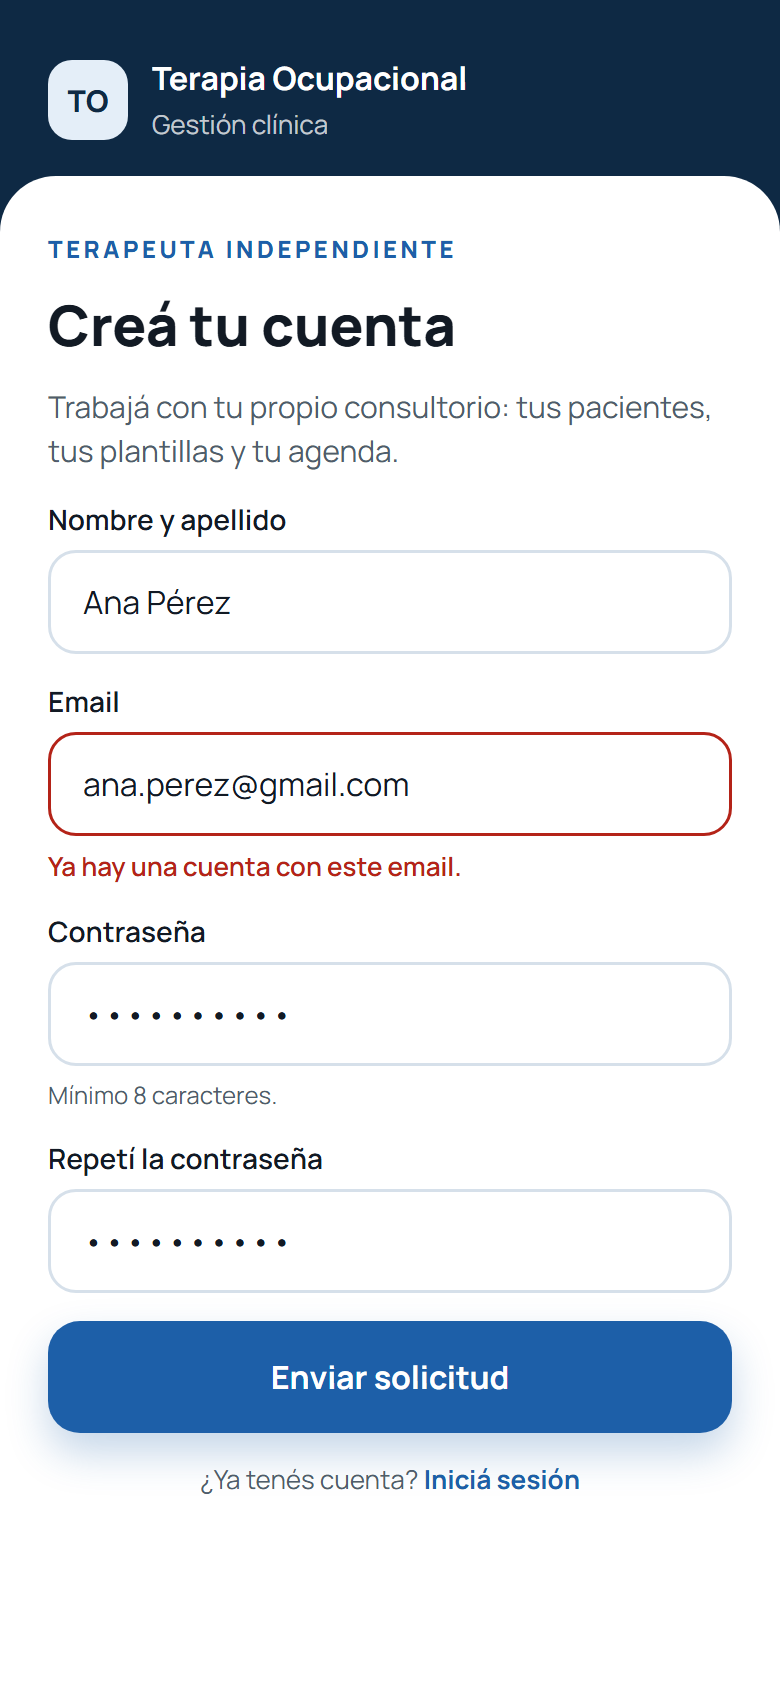 TO
Terapia Ocupacional
Gestión clínica
TERAPEUTA INDEPENDIENTE
Creá tu cuenta
Trabajá con tu propio consultorio: tus pacientes,
tus plantillas y tu agenda.
Nombre y apellido
Ana Pérez
Email
ana.perez@gmail.com
Ya hay una cuenta con este email.
Contraseña
••••••••••
Mínimo 8 caracteres.
Repetí la contraseña
••••••••••
Enviar solicitud
¿Ya tenés cuenta? Iniciá sesión